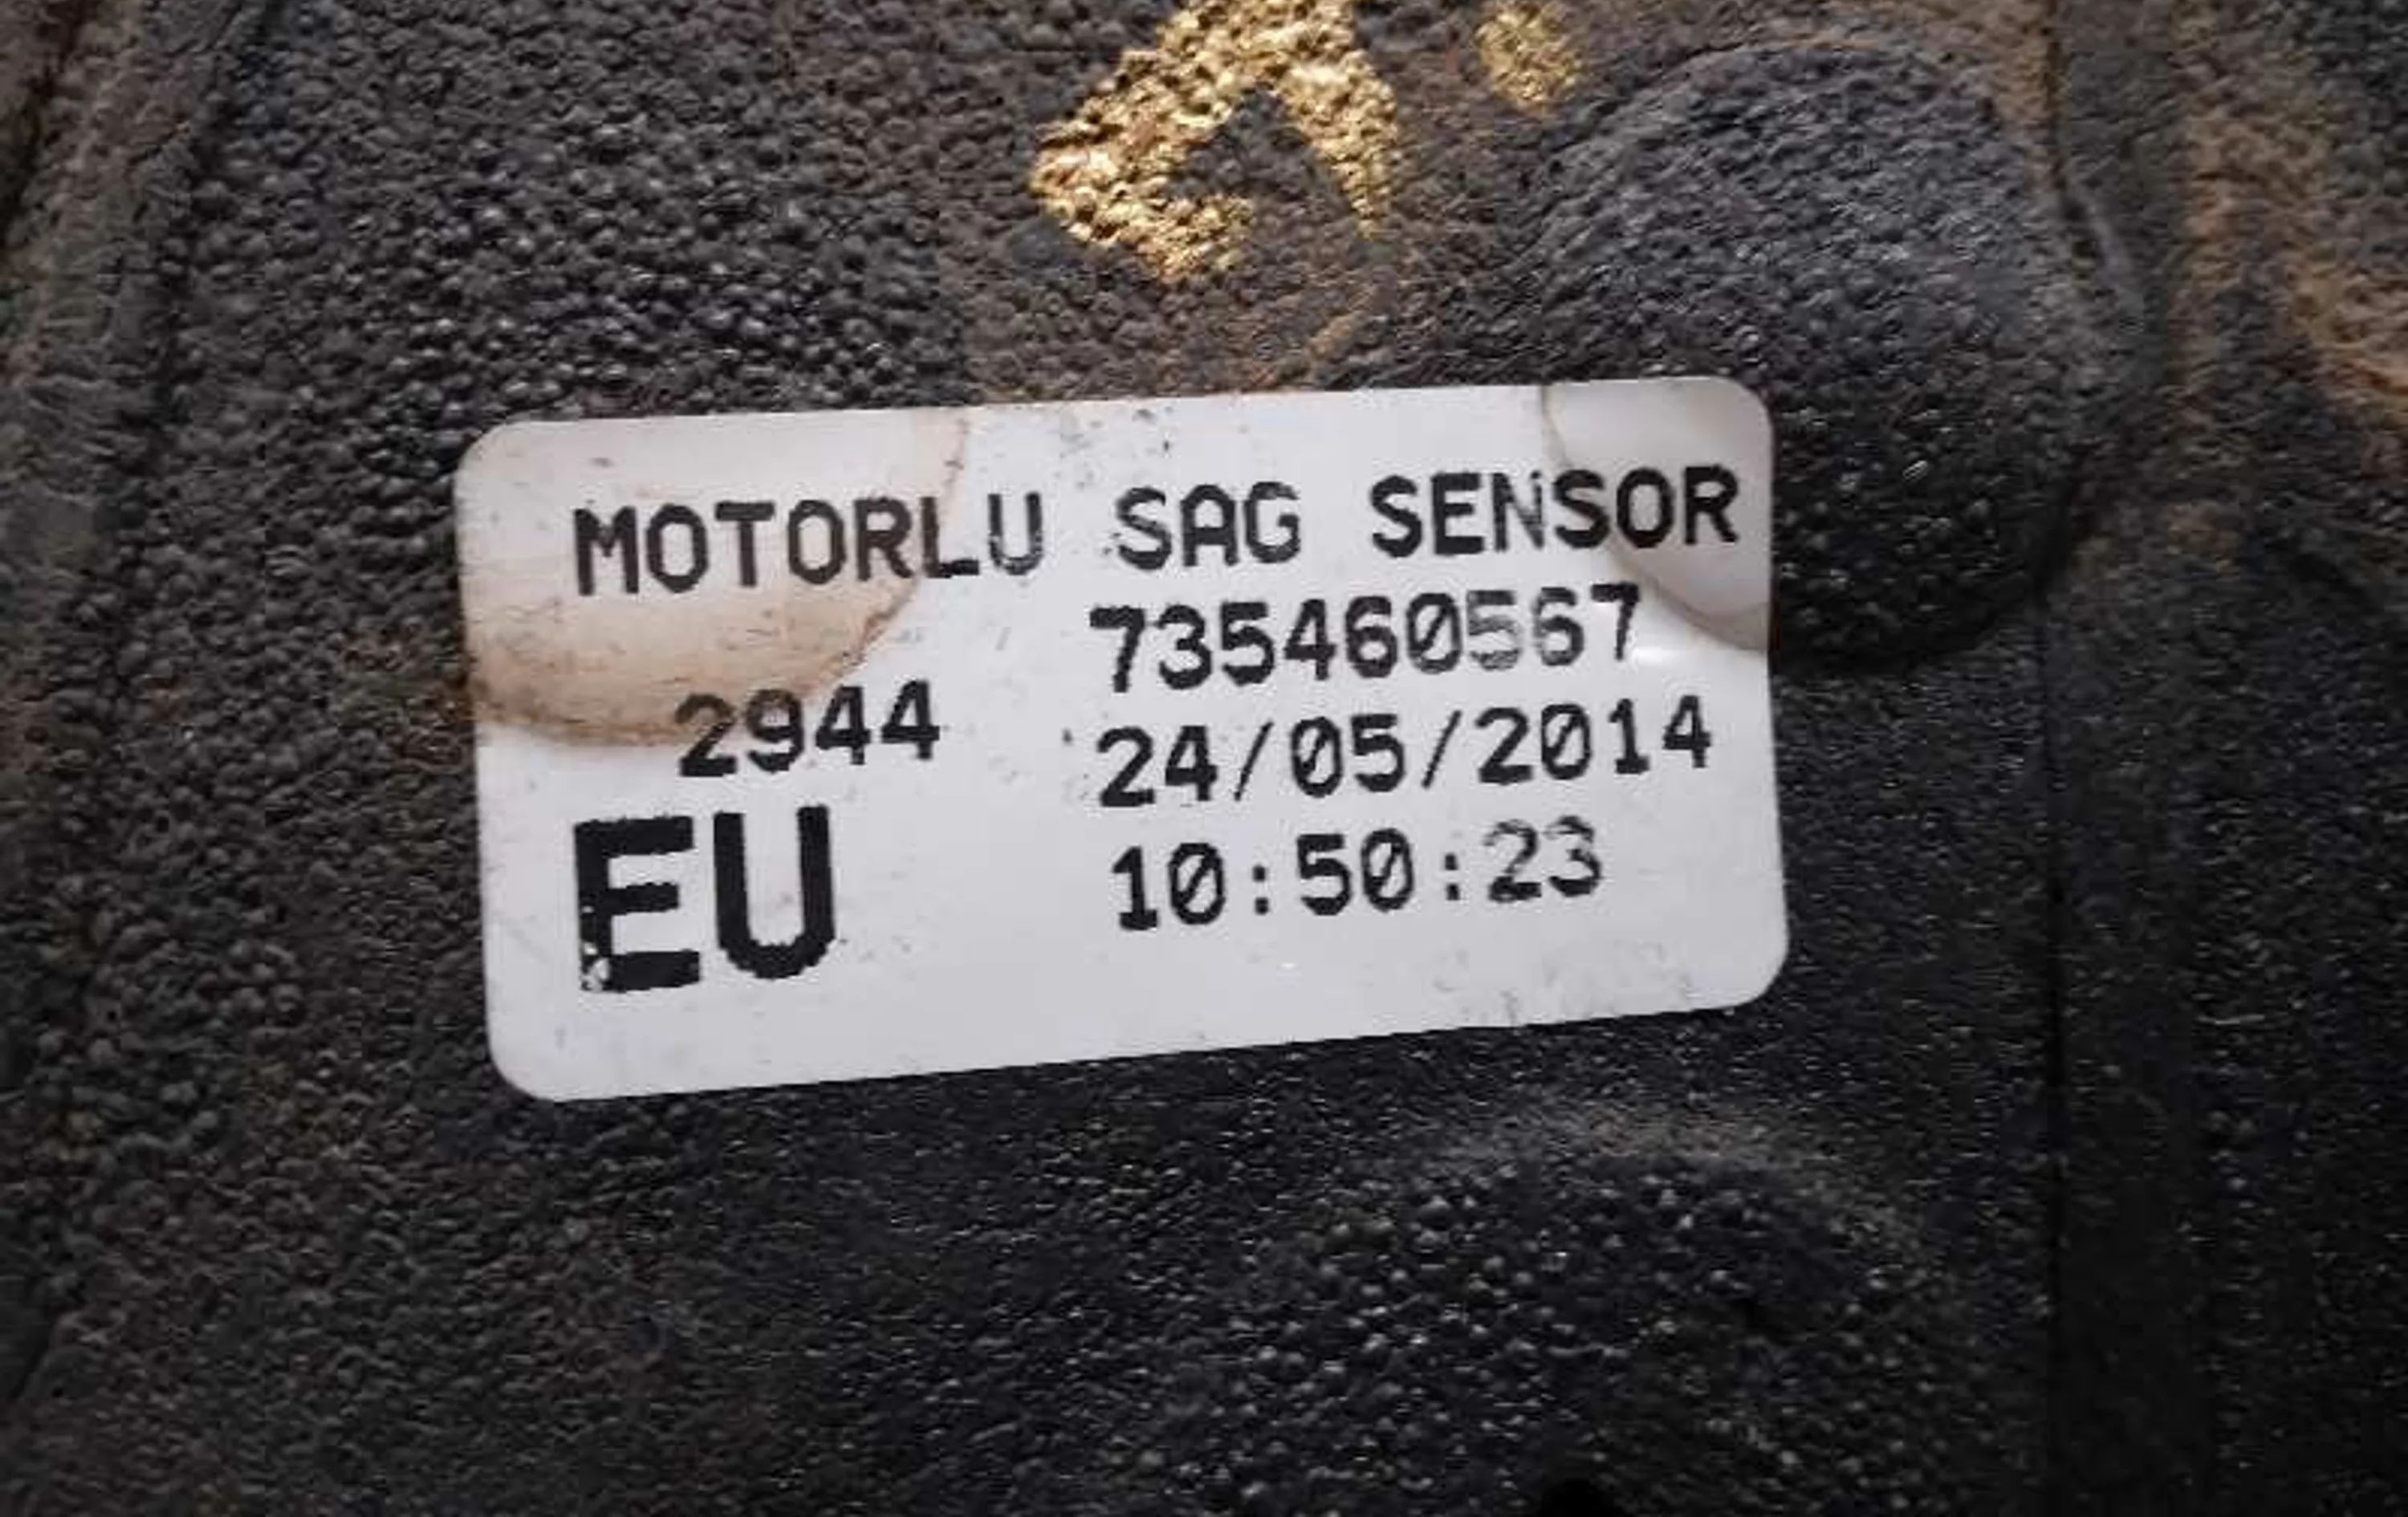 MOTORLU SAG SENSOR
735460567
2944 24/05/2014
EU 10:50:23